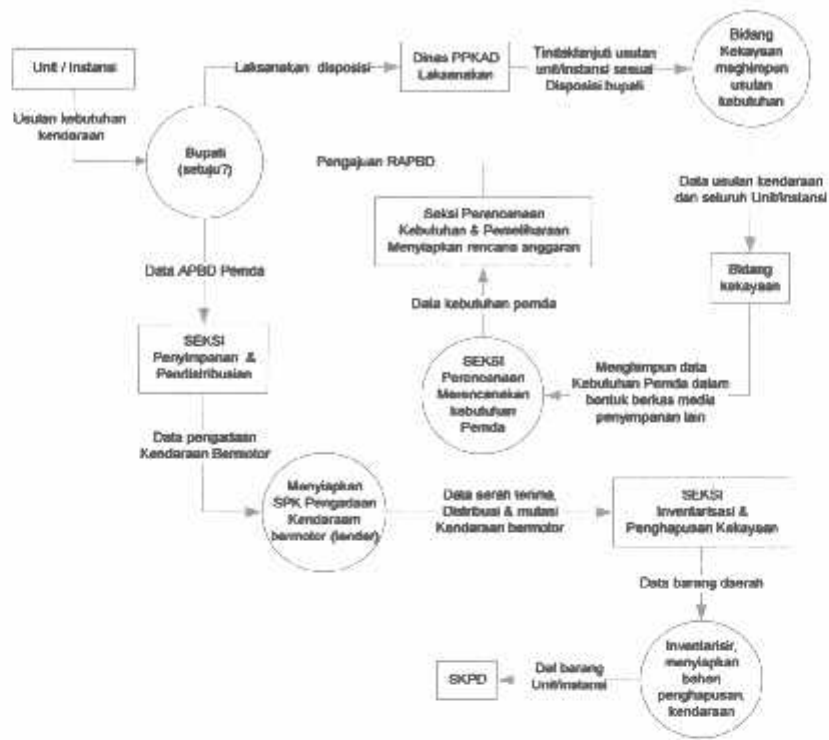 Unit / Instansi
Usulan kebutuhan
kendaraan
Bupati
(setuju?)
Laksanakan disposisi
Dinas PPKAD
Laksanakan
Tindaklanjuti usulan
unit/instansi sesuai
Disposisi bupati
Bidang
Kekayaan
maghimpun
usulan
kebutuhan
Data usulan kendaraan
dan seluruh Unit/instansi
Bidang
kekayaan
Menghimpun data
Kebutuhan Pemda dalam
bentuk berkas media
penyimpanan lain
SEKSI
Perencanaan
Merencanakan
kebutuhan
Pemda
Data kebutuhan pemda
Seksi Perencanaan
Kebutuhan & Pemeliharaan
Menyiapkan rencana anggaran
Pengajuan RAPBD
Data APBD Pemda
SEKSI
Penyimpanan &
Pendistribusian
Data pengadaan
Kendaraan Bermotor
Menyiapkan
SPK Pengadaan
Kendaraam
bermotor (tender)
Data serah terima,
Distribusi & mutasi
Kendaraan bermotor
SEKSI
Inventarisasi &
Penghapusan Kekayaan
Data barang daerah
Inventarisir,
menyiapkan
bahan
penghapusan,
kendaraan
Daf barang
Unit/instansi
SKPD